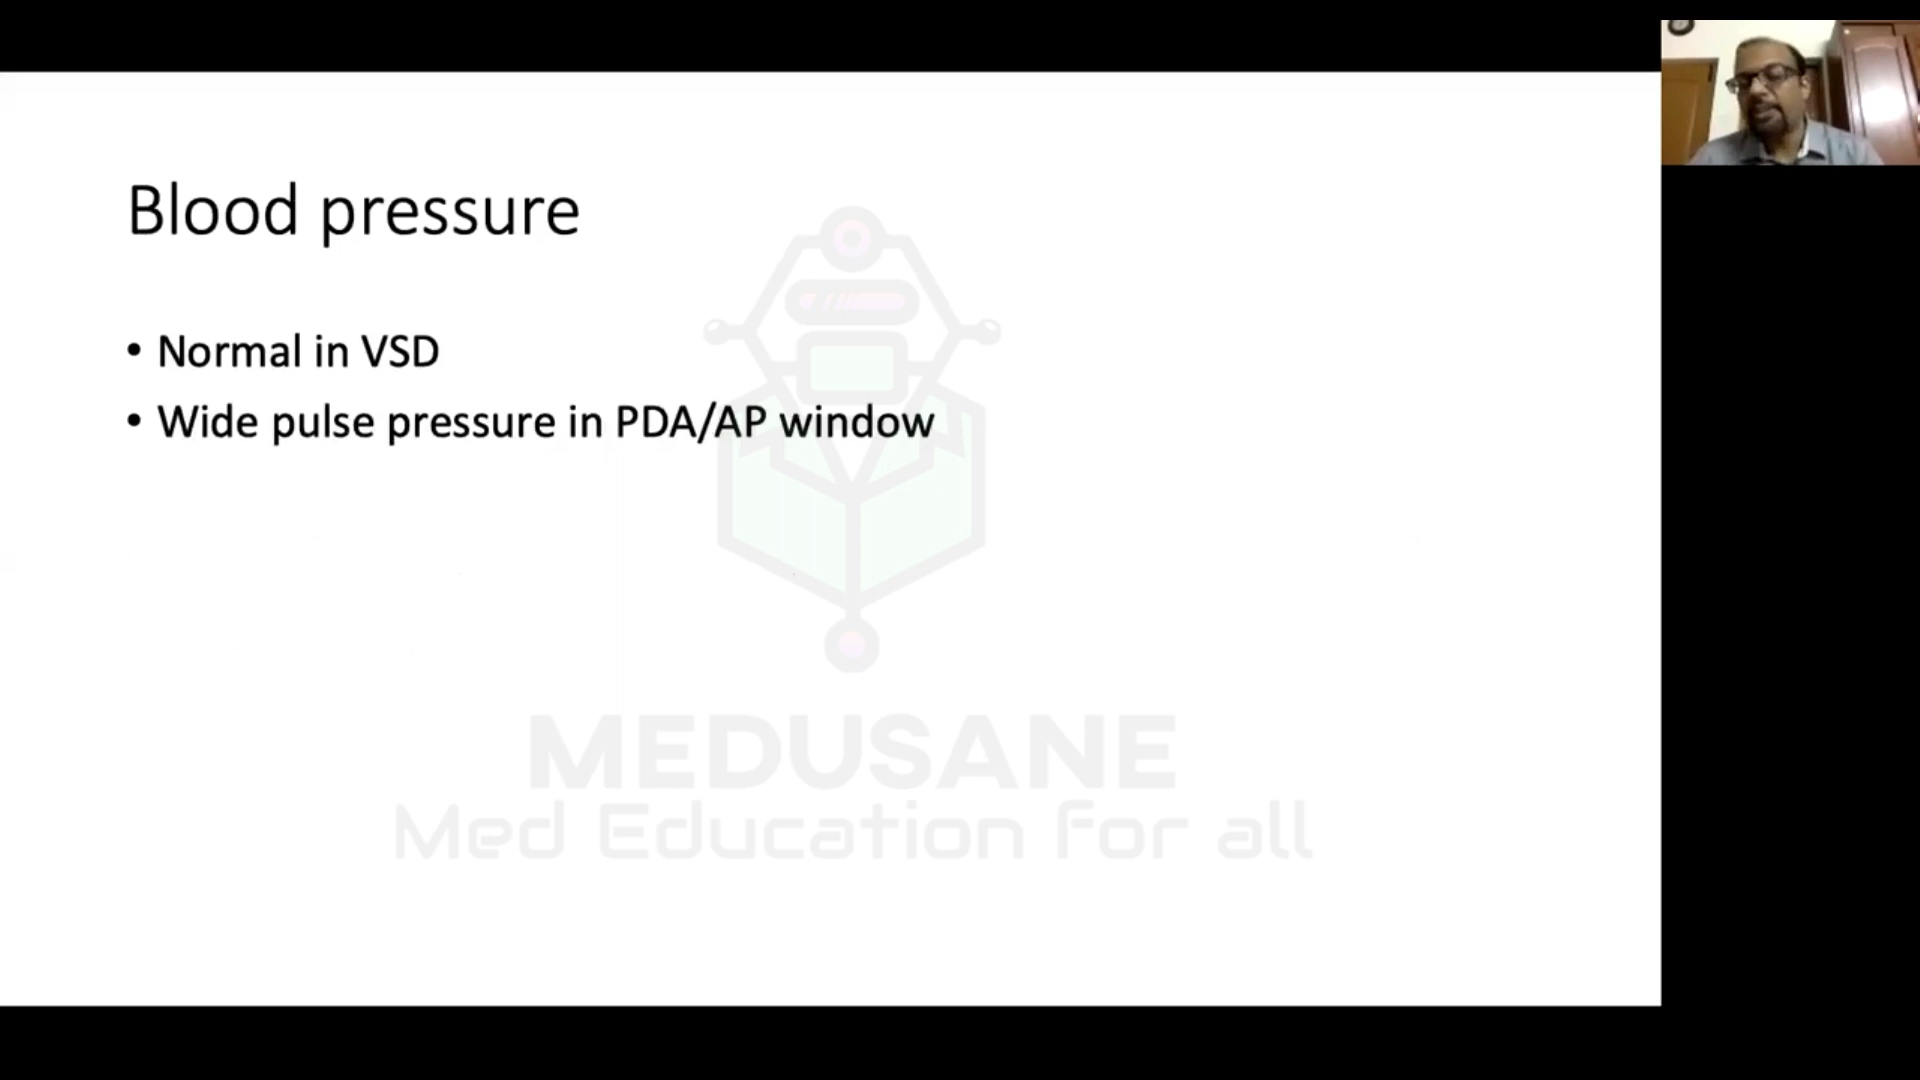 Blood pressure
• Normal in VSD
• Wide pulse pressure in PDA/AP window
MEDUSANE
Med Education for all